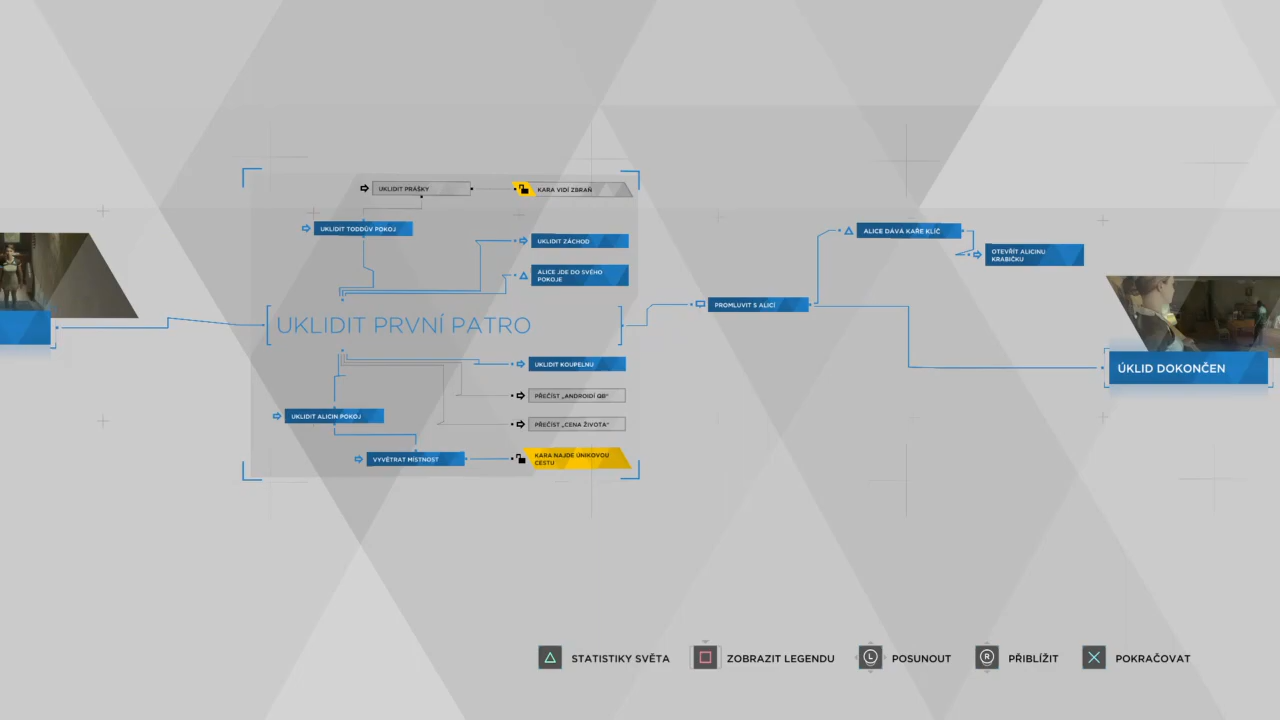 UKLIDIT PRÁŠKY
KARA VIDÍ ZBRAŇ
UKLIDIT TODDŮV POKOJ
UKLIDIT ZÁCHOD
ALICE JDE DO SVÉHO
POKOJE
UKLIDIT PRVNÍ PATRO
UKLIDIT KOUPELNU
PŘEČÍST „ANDROIDÍ QB“
PŘEČÍST „CENA ŽIVOTA“
UKLIDIT ALICIN POKOJ
VYVĚTRAT MÍSTNOST
KARA NAJDE ÚNIKOVOU
CESTU
PROMLUVIT S ALICÍ
ALICE DÁVÁ KAŘE KLÍČ
OTEVŘÍT ALICINU
KRABIČKU
ÚKLID DOKONČEN
STATISTIKY SVĚTA
ZOBRAZIT LEGENDU
L
POSUNOUT
R
PŘIBLÍŽIT
POKRAČOVAT